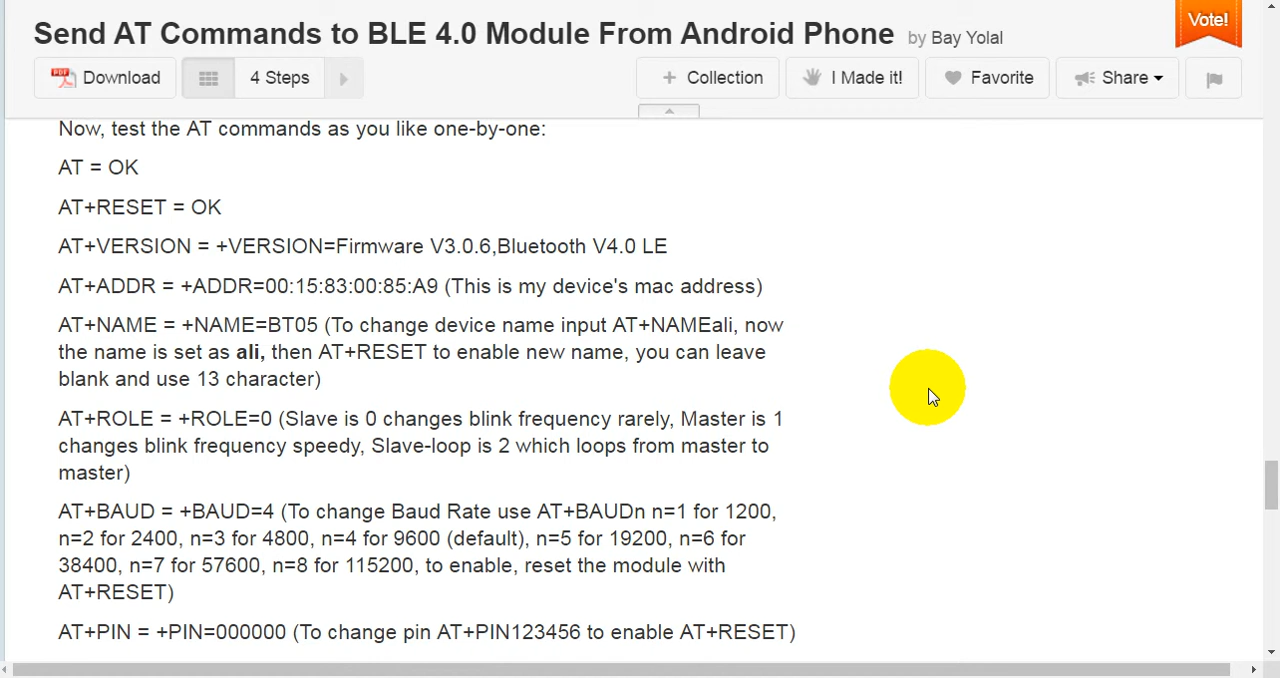 Send AT Commands to BLE 4.0 Module From Android Phone by Bay Yolal
Vote!
PDF Download
4 Steps
+ Collection
I Made it!
Favorite
Share
Now, test the AT commands as you like one-by-one:
AT = OK
AT+RESET = OK
AT+VERSION = +VERSION=Firmware V3.0.6,Bluetooth V4.0 LE
AT+ADDR = +ADDR=00:15:83:00:85:A9 (This is my device's mac address)
AT+NAME = +NAME=BT05 (To change device name input AT+NAMEali, now
the name is set as ali, then AT+RESET to enable new name, you can leave
blank and use 13 character)
AT+ROLE = +ROLE=0 (Slave is 0 changes blink frequency rarely, Master is 1
changes blink frequency speedy, Slave-loop is 2 which loops from master to
master)
AT+BAUD = +BAUD=4 (To change Baud Rate use AT+BAUDn n=1 for 1200,
n=2 for 2400, n=3 for 4800, n=4 for 9600 (default), n=5 for 19200, n=6 for
38400, n=7 for 57600, n=8 for 115200, to enable, reset the module with
AT+RESET)
AT+PIN = +PIN=000000 (To change pin AT+PIN123456 to enable AT+RESET)